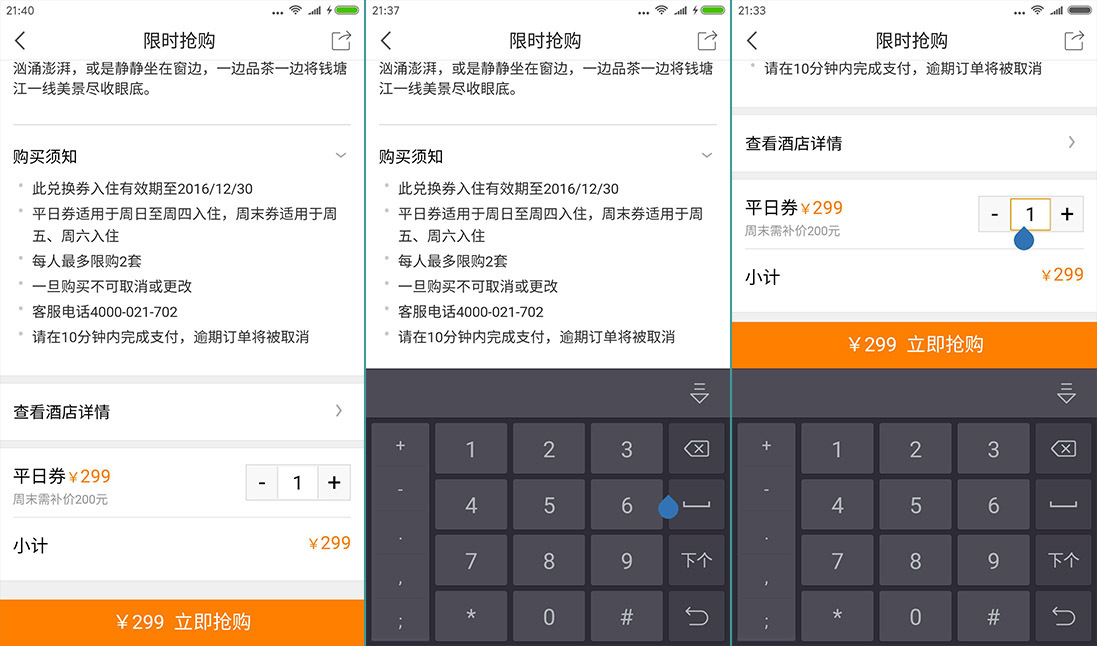 21:40
限时抢购
汹涌澎湃，或是静静坐在窗边，一边品茶一边将钱塘
江一线美景尽收眼底。
购买须知
此兑换券入住有效期至2016/12/30
平日券适用于周日至周四入住，周末券适用于周
五、周六入住
每人最多限购2套
一旦购买不可取消或更改
客服电话4000-021-702
请在10分钟内完成支付，逾期订单将被取消
查看酒店详情
平日券￥299
周末需补价200元
- 1 +
小计
￥299
￥299 立即抢购
21:37
限时抢购
汹涌澎湃，或是静静坐在窗边，一边品茶一边将钱塘
江一线美景尽收眼底。
购买须知
此兑换券入住有效期至2016/12/30
平日券适用于周日至周四入住，周末券适用于周
五、周六入住
每人最多限购2套
一旦购买不可取消或更改
客服电话4000-021-702
请在10分钟内完成支付，逾期订单将被取消
+ 1 2 3
- 4 5 6
. 7 8 9 下个
,
; * 0 #
21:33
限时抢购
请在10分钟内完成支付，逾期订单将被取消
查看酒店详情
平日券￥299
周末需补价200元
- 1 +
小计
￥299
￥299 立即抢购
+ 1 2 3
- 4 5 6
. 7 8 9 下个
,
; * 0 #